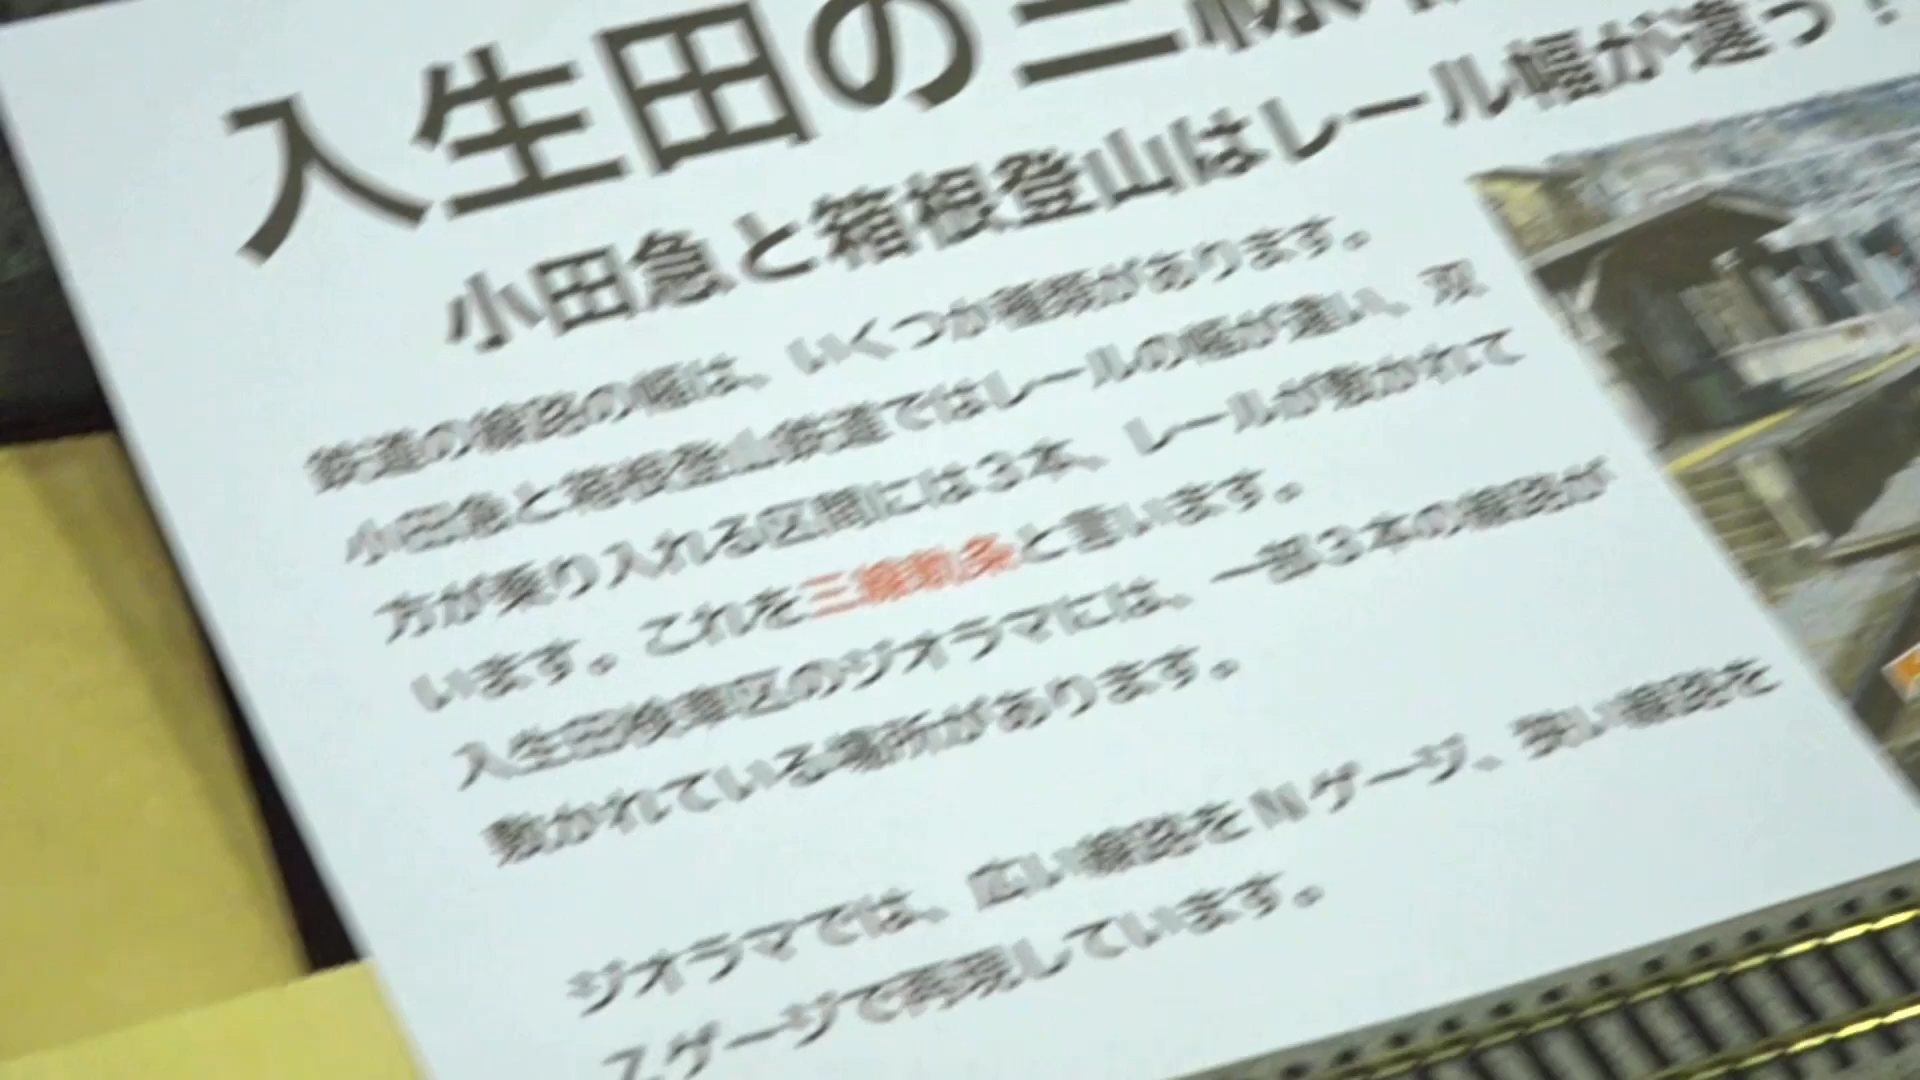 入生田の三線
小田急と箱根登山はレール幅が違う！
鉄道の線路の幅は、いくつか種類があります。
小田急と箱根登山鉄道ではレールの幅が違い、双
方が乗り入れる区間には3本、レールが敷かれて
います。これを三線軌条と言います。
入生田検車区のジオラマには、一部3本の線路が
敷かれている場所があります。
ジオラマでは、広い線路をNゲージ、狭い線路を
Zゲージで再現しています。